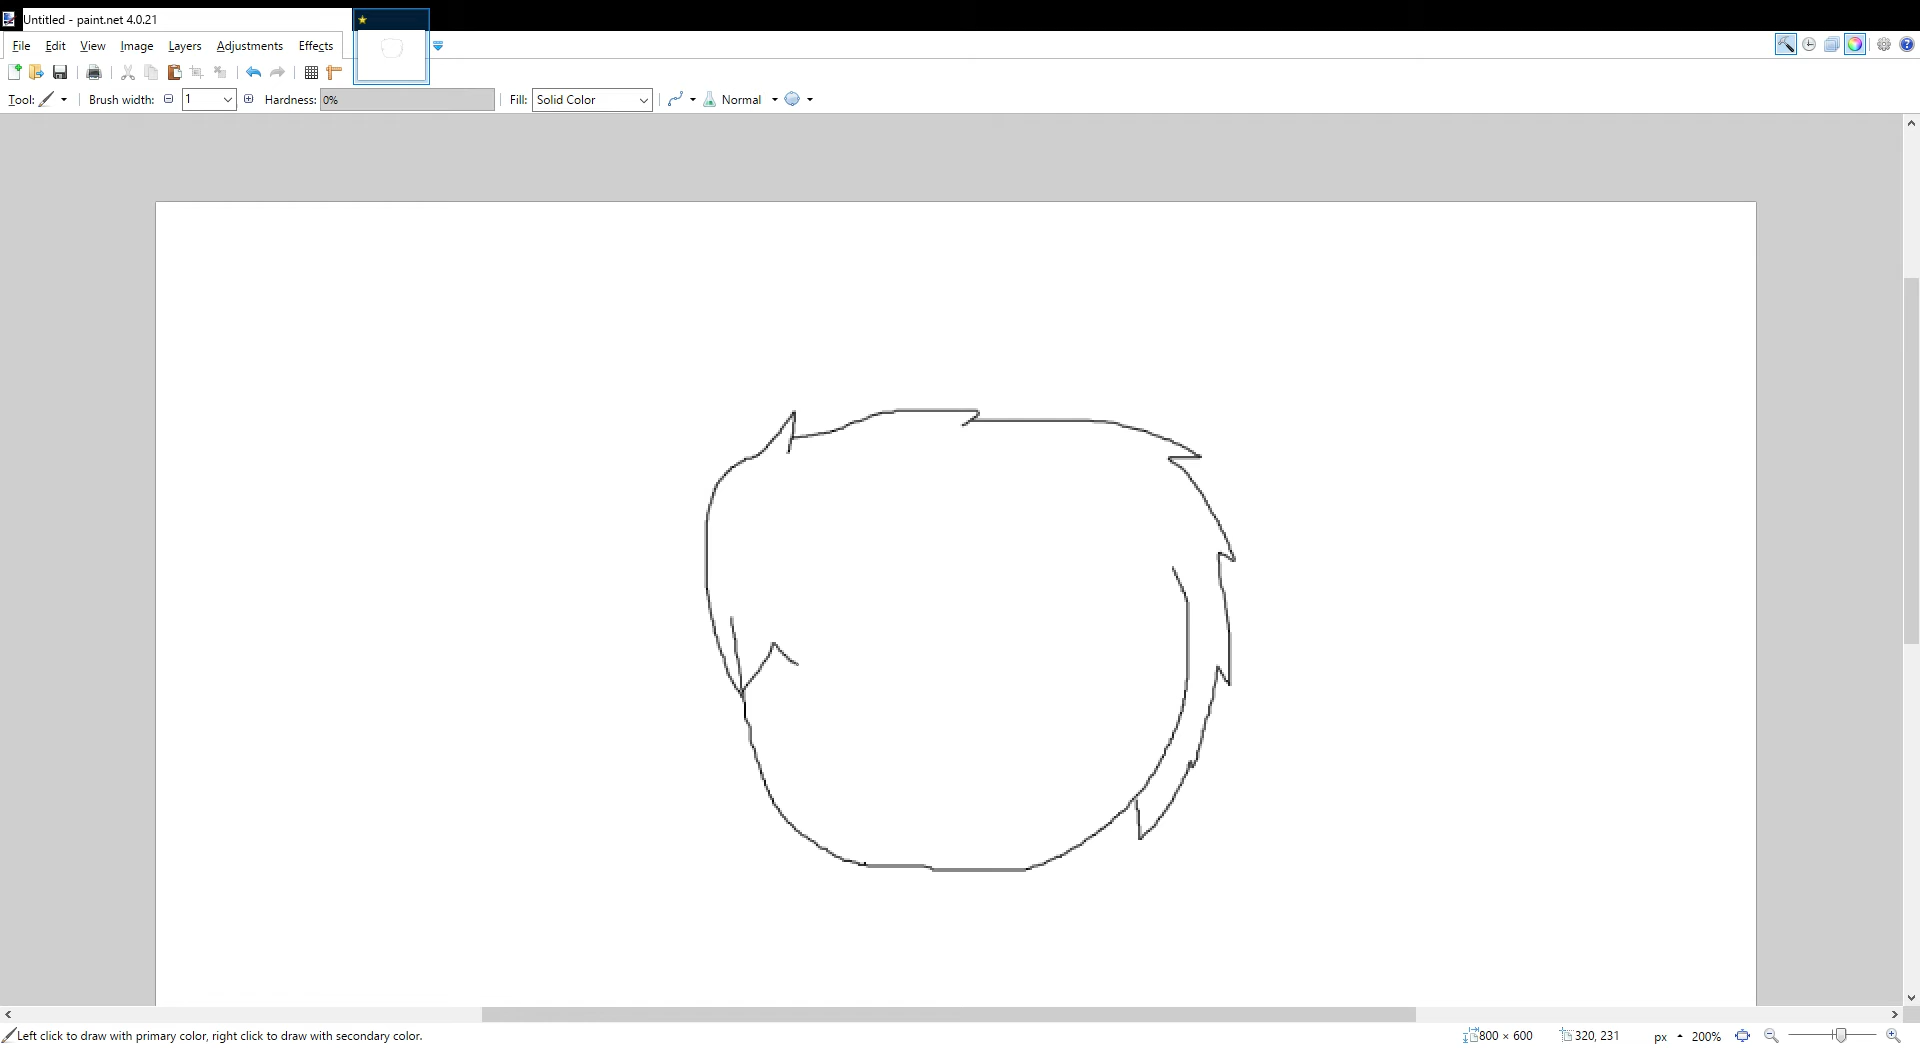 Untitled - paint.net 4.0.21
File Edit View Image Layers Adjustments Effects
Tool: Brush width: 1 Hardness: 0% Fill: Solid Color Normal
Left click to draw with primary color, right click to draw with secondary color. 800 × 600 320, 231 px 200%